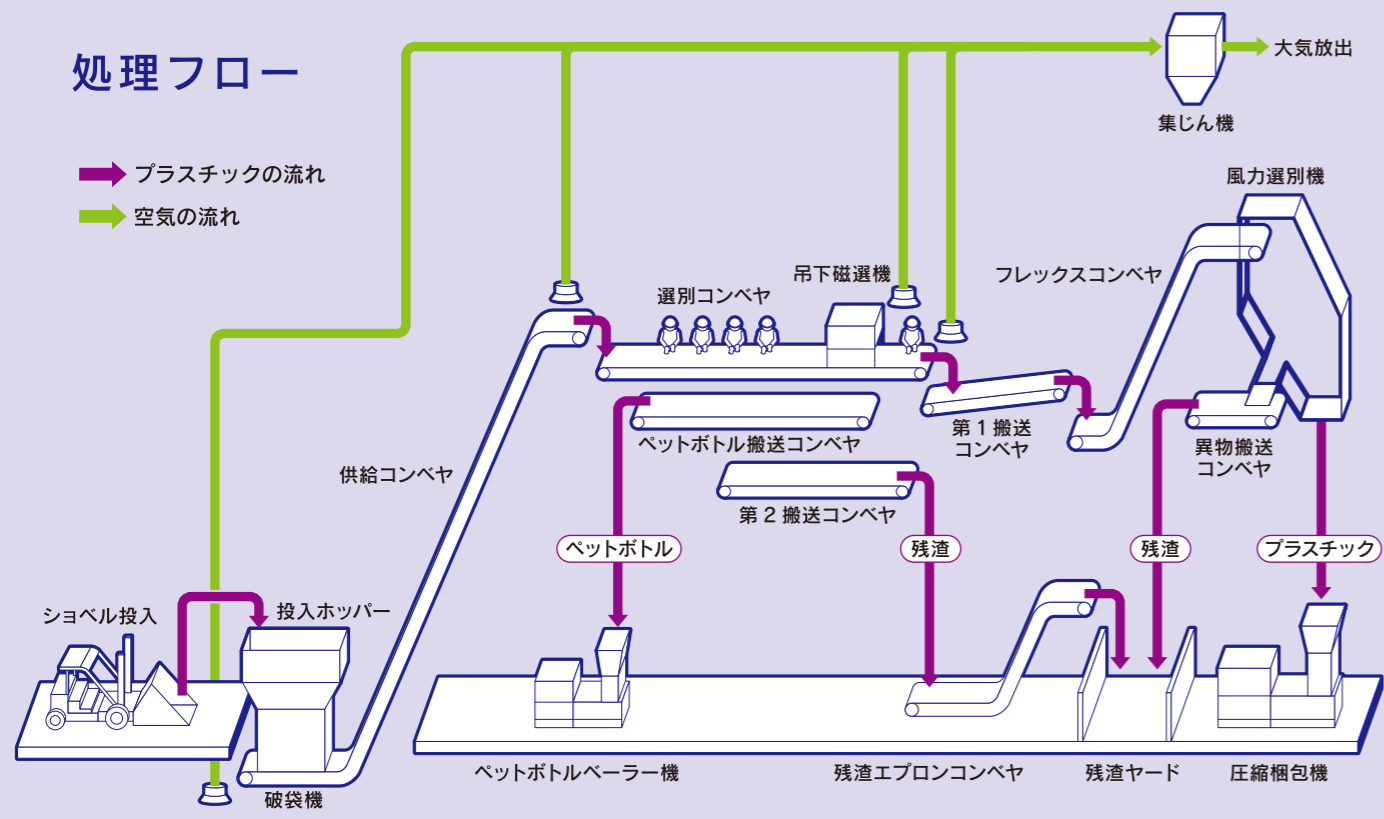 処理フロー
プラスチックの流れ
空気の流れ
大気放出
集じん機
風力選別機
吊下磁選機
フレックスコンベヤ
選別コンベヤ
ペットボトル搬送コンベヤ
第1搬送
コンベヤ
異物搬送
コンベヤ
供給コンベヤ
第2搬送コンベヤ
ペットボトル
残渣
残渣
プラスチック
ショベル投入
投入ホッパー
ペットボトルベーラー機
残渣エプロンコンベヤ
残渣ヤード
圧縮梱包機
破袋機